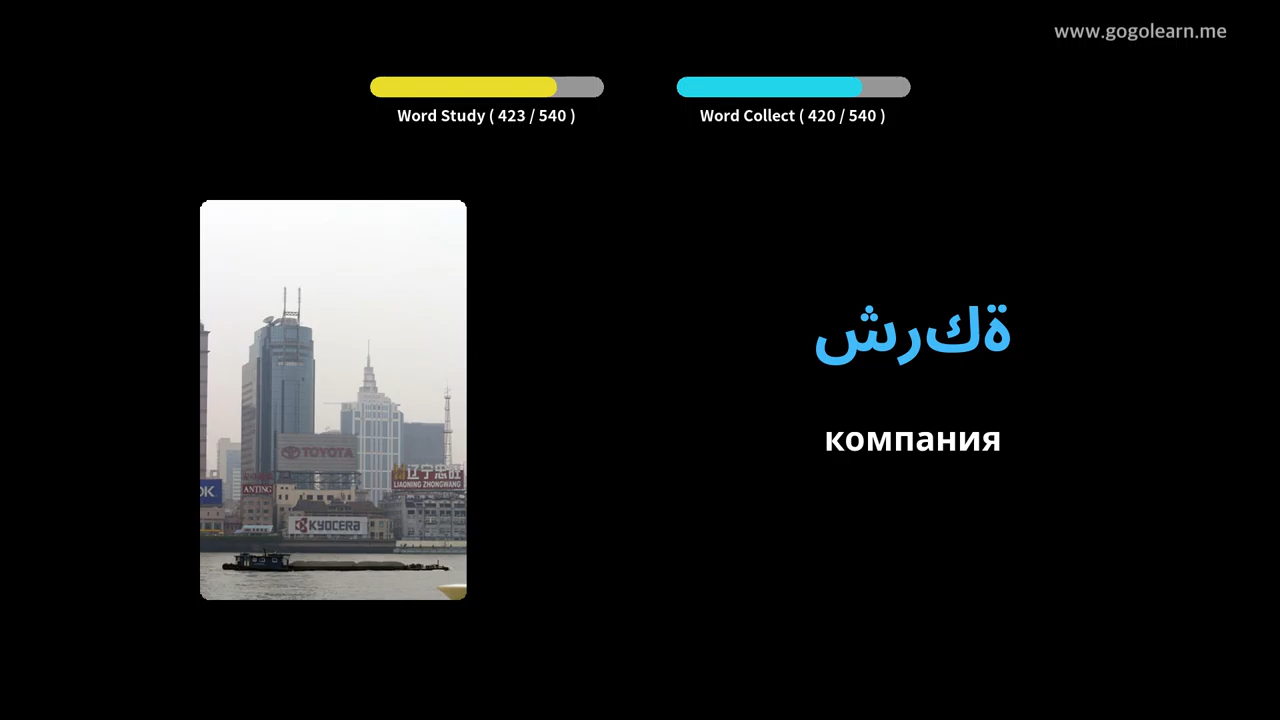 www.gogolearn.me
Word Study ( 423 / 540 )
Word Collect ( 420 / 540 )
شركة
компания
TOYOTA
辽宁忠旺
LIAONING ZHONGWANG
ANTING
KYOCERA